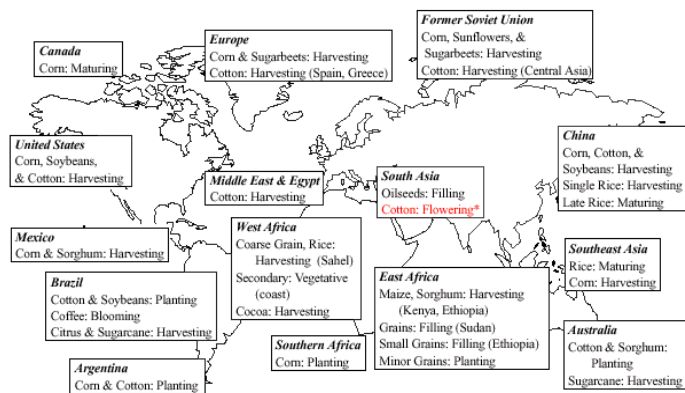 Canada
Corn: Maturing
Europe
Corn & Sugarbeets: Harvesting
Cotton: Harvesting (Spain, Greece)
Former Soviet Union
Corn, Sunflowers, &
Sugarbeets: Harvesting
Cotton: Harvesting (Central Asia)
United States
Corn, Soybeans,
& Cotton: Harvesting
Middle East & Egypt
Cotton: Harvesting
South Asia
Oilseeds: Filling
Cotton: Flowering*
China
Corn, Cotton, &
Soybeans: Harvesting
Single Rice: Harvesting
Late Rice: Maturing
Mexico
Corn & Sorghum: Harvesting
West Africa
Coarse Grain, Rice:
Harvesting (Sahel)
Secondary: Vegetative
(coast)
Cocoa: Harvesting
Southeast Asia
Rice: Maturing
Corn: Harvesting
Brazil
Cotton & Soybeans: Planting
Coffee: Blooming
Citrus & Sugarcane: Harvesting
East Africa
Maize, Sorghum: Harvesting
(Kenya, Ethiopia)
Grains: Filling (Sudan)
Small Grains: Filling (Ethiopia)
Minor Grains: Planting
Argentina
Corn & Cotton: Planting
Southern Africa
Corn: Planting
Australia
Cotton & Sorghum:
Planting
Sugarcane: Harvesting